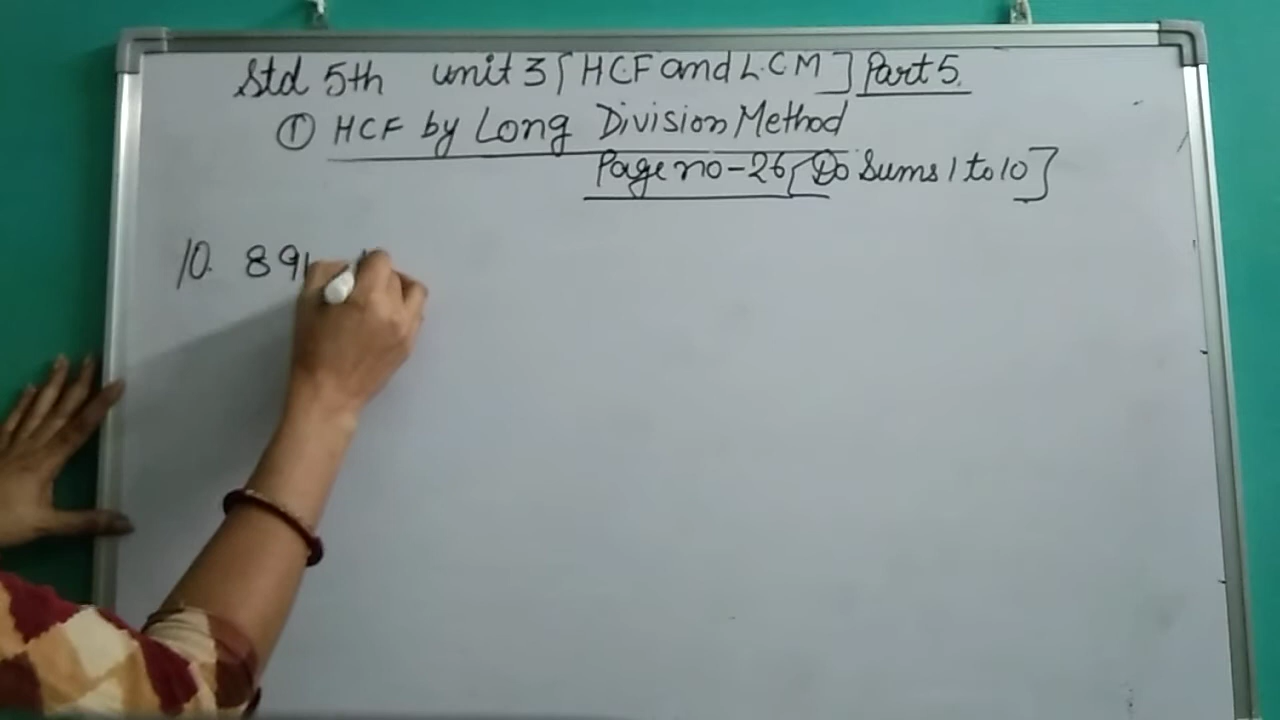 Std 5th unit 3 [HCF and L.C.M] Part 5.
① HCF by Long Division Method
Page no-26 [Do Sums 1 to 10]
10. 891